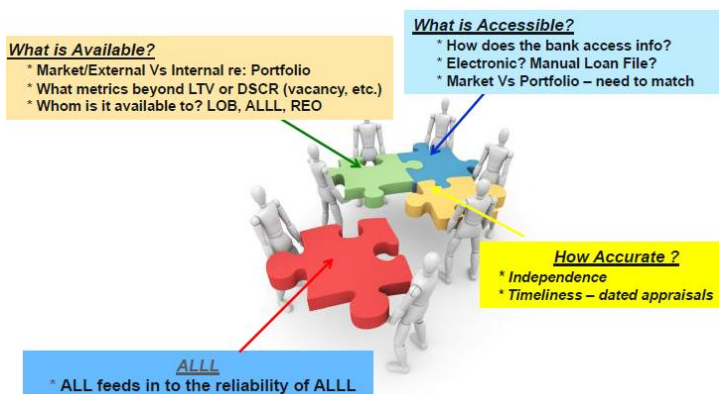 What is Available?
* Market/External Vs Internal re: Portfolio
* What metrics beyond LTV or DSCR (vacancy, etc.)
* Whom is it available to? LOB, ALLL, REO
What is Accessible?
* How does the bank access info?
* Electronic? Manual Loan File?
* Market Vs Portfolio – need to match
How Accurate ?
* Independence
* Timeliness – dated appraisals
ALLL
* ALL feeds in to the reliability of ALLL